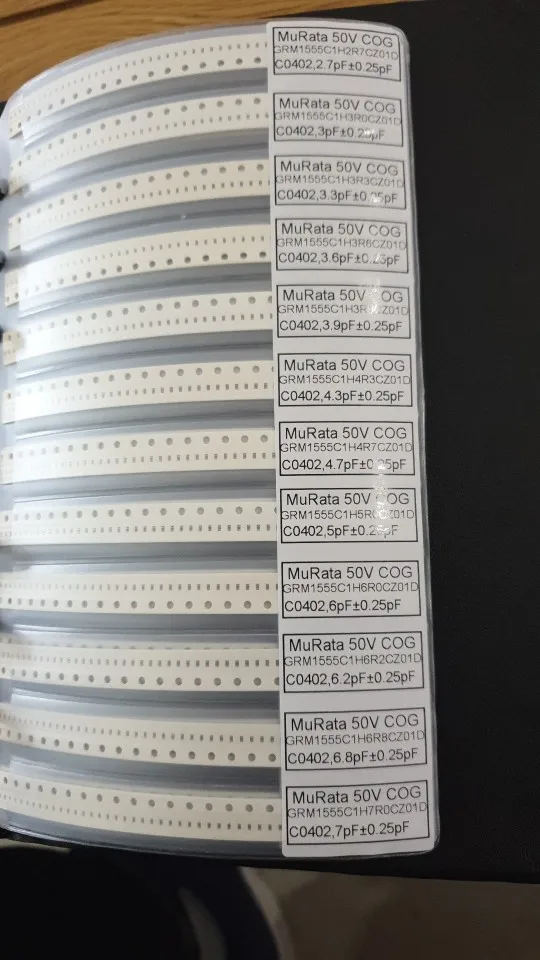 MuRata 50V COG
GRM1555C1H2R7CZ01D
C0402,2.7pF±0.25pF
MuRata 50V COG
GRM1555C1H3R0CZ01D
C0402,3pF±0.25pF
MuRata 50V COG
GRM1555C1H3R3CZ01D
C0402,3.3pF±0.25pF
MuRata 50V COG
GRM1555C1H3R6CZ01D
C0402,3.6pF±0.25pF
MuRata 50V COG
C0402,3.9pF±0.25pF
MuRata 50V COG
GRM1555C1H4R3CZ01D
C0402,4.3pF±0.25pF
MuRata 50V COG
GRM1555C1H4R7CZ01D
C0402,4.7pF±0.25pF
MuRata 50V COG
GRM1555C1H5R0CZ01D
C0402,5pF±0.25pF
MuRata 50V COG
GRM1555C1H6R0CZ01D
C0402,6pF±0.25pF
MuRata 50V COG
GRM1555C1H6R2CZ01D
C0402,6.2pF±0.25pF
MuRata 50V COG
GRM1555C1H6R8CZ01D
C0402,6.8pF±0.25pF
MuRata 50V COG
GRM1555C1H7R0CZ01D
C0402,7pF±0.25pF